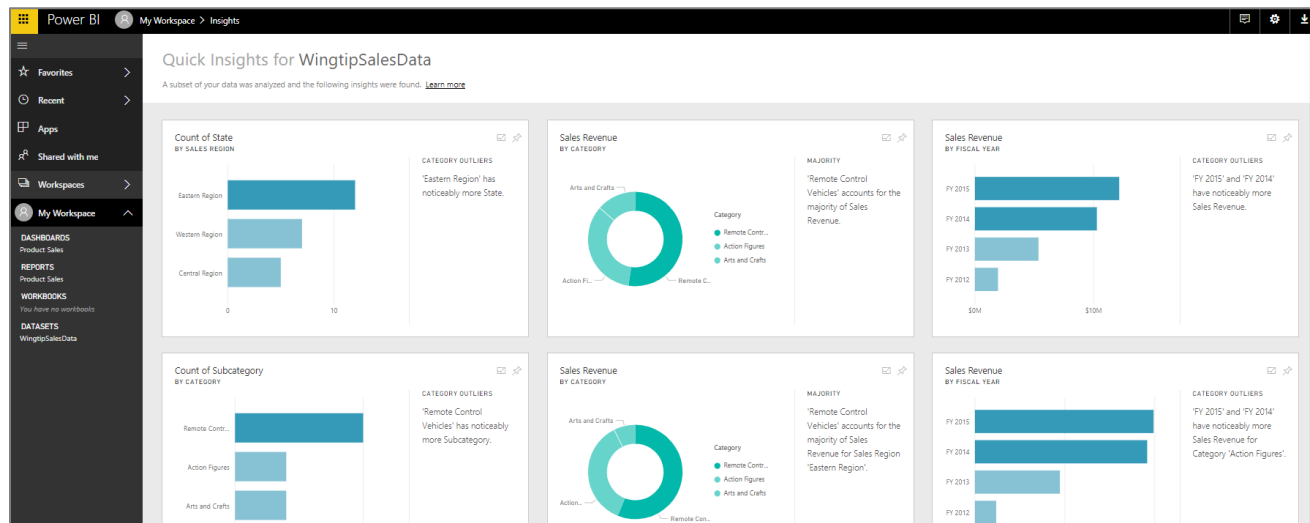 Power BI
My Workspace > Insights
Favorites
Recent
Apps
Shared with me
Workspaces
My Workspace
DASHBOARDS
Product Sales
REPORTS
Product Sales
WORKBOOKS
You have no workbooks
DATASETS
WingtipSalesData
Quick Insights for WingtipSalesData
A subset of your data was analyzed and the following insights were found. Learn more
Count of State
BY SALES REGION
Eastern Region
Western Region
Central Region
0 10
CATEGORY OUTLIERS
'Eastern Region' has
noticeably more State.
Sales Revenue
BY CATEGORY
Arts and Crafts
Action Fi...
Remote C...
Category
Remote Contr...
Action Figures
Arts and Crafts
MAJORITY
'Remote Control
Vehicles' accounts for the
majority of Sales
Revenue.
Sales Revenue
BY FISCAL YEAR
FY 2015
FY 2014
FY 2013
FY 2012
$0M $10M
CATEGORY OUTLIERS
'FY 2015' and 'FY 2014'
have noticeably more
Sales Revenue.
Count of Subcategory
BY CATEGORY
Remote Contr...
Action Figures
Arts and Crafts
CATEGORY OUTLIERS
'Remote Control
Vehicles' has noticeably
more Subcategory.
Sales Revenue
BY CATEGORY
Arts and Crafts
Action...
Remote Con...
Category
Remote Contr...
Action Figures
Arts and Crafts
MAJORITY
'Remote Control
Vehicles' accounts for the
majority of Sales
Revenue for Sales Region
'Eastern Region'.
Sales Revenue
BY FISCAL YEAR
FY 2015
FY 2014
FY 2013
FY 2012
CATEGORY OUTLIERS
'FY 2015' and 'FY 2014'
have noticeably more
Sales Revenue for
Category 'Action Figures'.